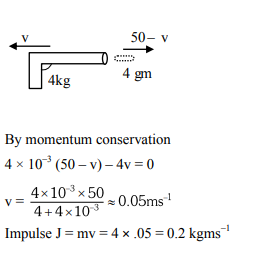 v 50– v
4kg 4 gm
By momentum conservation
4 × 10⁻³ (50 – v) – 4v = 0
v = (4×10⁻³×50)/(4+4×10⁻³) ≈ 0.05ms⁻¹
Impulse J = mv = 4 × .05 = 0.2 kgms⁻¹